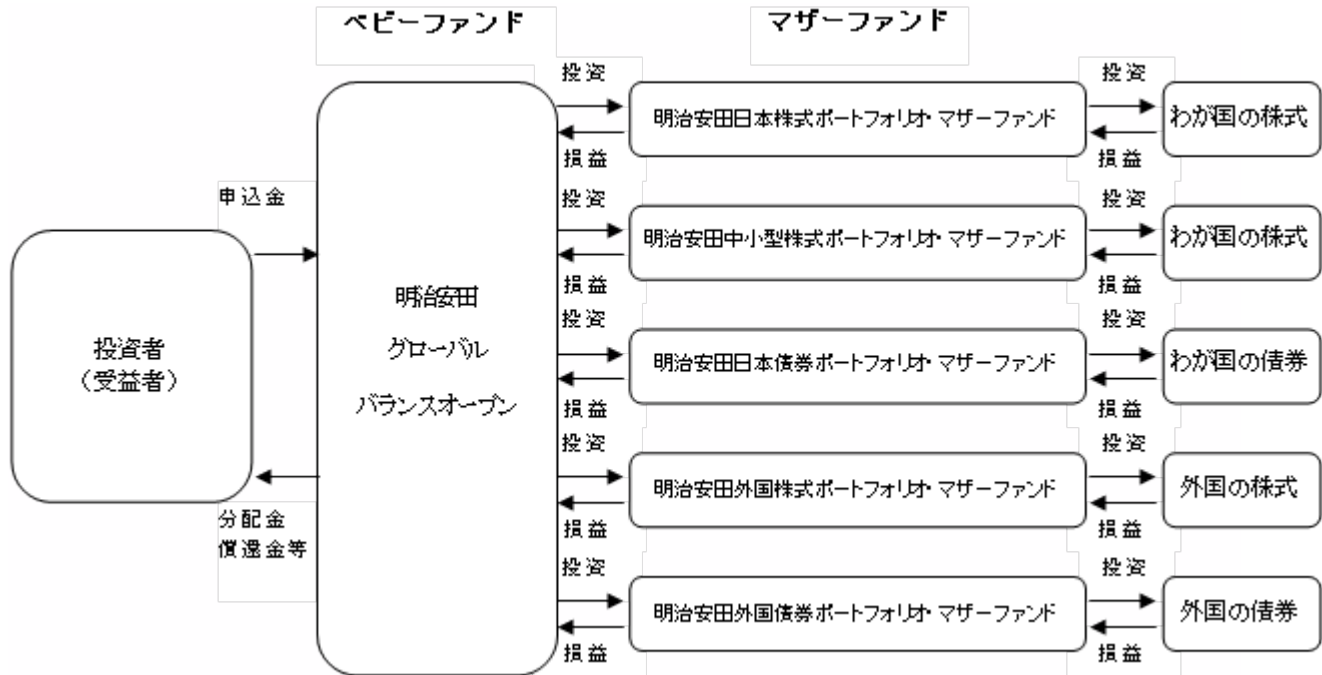 ベビーファンド
マザーファンド
投資
投資
明治安田日本株式ポートフォリオ・マザーファンド
わが国の株式
損益
損益
申込金
投資
投資
明治安田中小型株式ポートフォリオ・マザーファンド
わが国の株式
損益
損益
投資者
（受益者）
明治安田
グローバル
バランスオープン
投資
投資
明治安田日本債券ポートフォリオ・マザーファンド
わが国の債券
損益
損益
投資
投資
明治安田外国株式ポートフォリオ・マザーファンド
外国の株式
損益
損益
分配金
償還金等
投資
投資
明治安田外国債券ポートフォリオ・マザーファンド
外国の債券
損益
損益